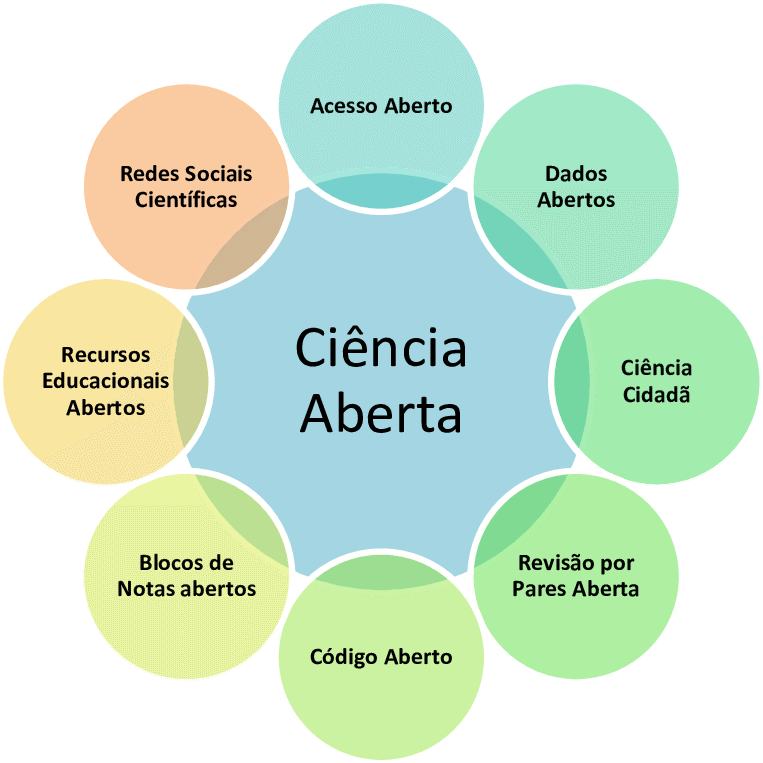 Acesso Aberto
Redes Sociais
Científicas
Dados
Abertos
Ciência
Aberta
Recursos
Educacionais
Abertos
Ciência
Cidadã
Blocos de
Notas abertos
Revisão por
Pares Aberta
Código Aberto